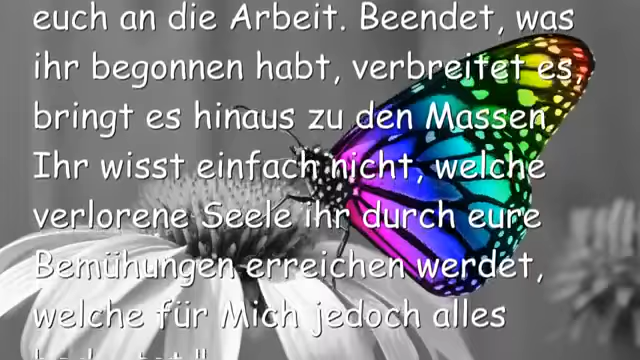 euch an die Arbeit. Beendet, was
ihr begonnen habt, verbreitet es,
bringt es hinaus zu den Massen
Ihr wisst einfach nicht, welche
verlorene Seele ihr durch eure
Bemühungen erreichen werdet,
welche für Mich jedoch alles